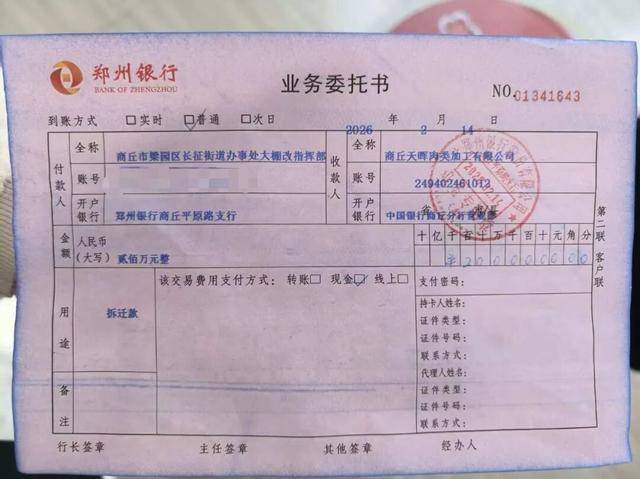 郑州银行
BANK OF ZHENGZHOU
业务委托书
NO.01341643
到账方式 □实时 ☑普通 □次日
2026 年 2 月 14 日
付款人
全称 商丘市梁园区长征街道办事处大棚改指挥部
账号
开户银行 郑州银行商丘平原路支行
收款人
全称 商丘天晖肉类加工有限公司
账号 249402461012
开户银行 中国银行商丘分行营业部
金额 人民币(大写) 贰佰万元整
十亿千百十万千百十元角分
¥200000000
用途 拆迁款
该交易费用支付方式: 转账□ 现金☑ 线上□
支付密码:
持卡人姓名:
证件类型:
证件号码:
联系方式:
代理人姓名:
证件类型:
证件号码:
联系方式:
备注
第二联 客户联
行长签章 主任签章 其他签章 经办人